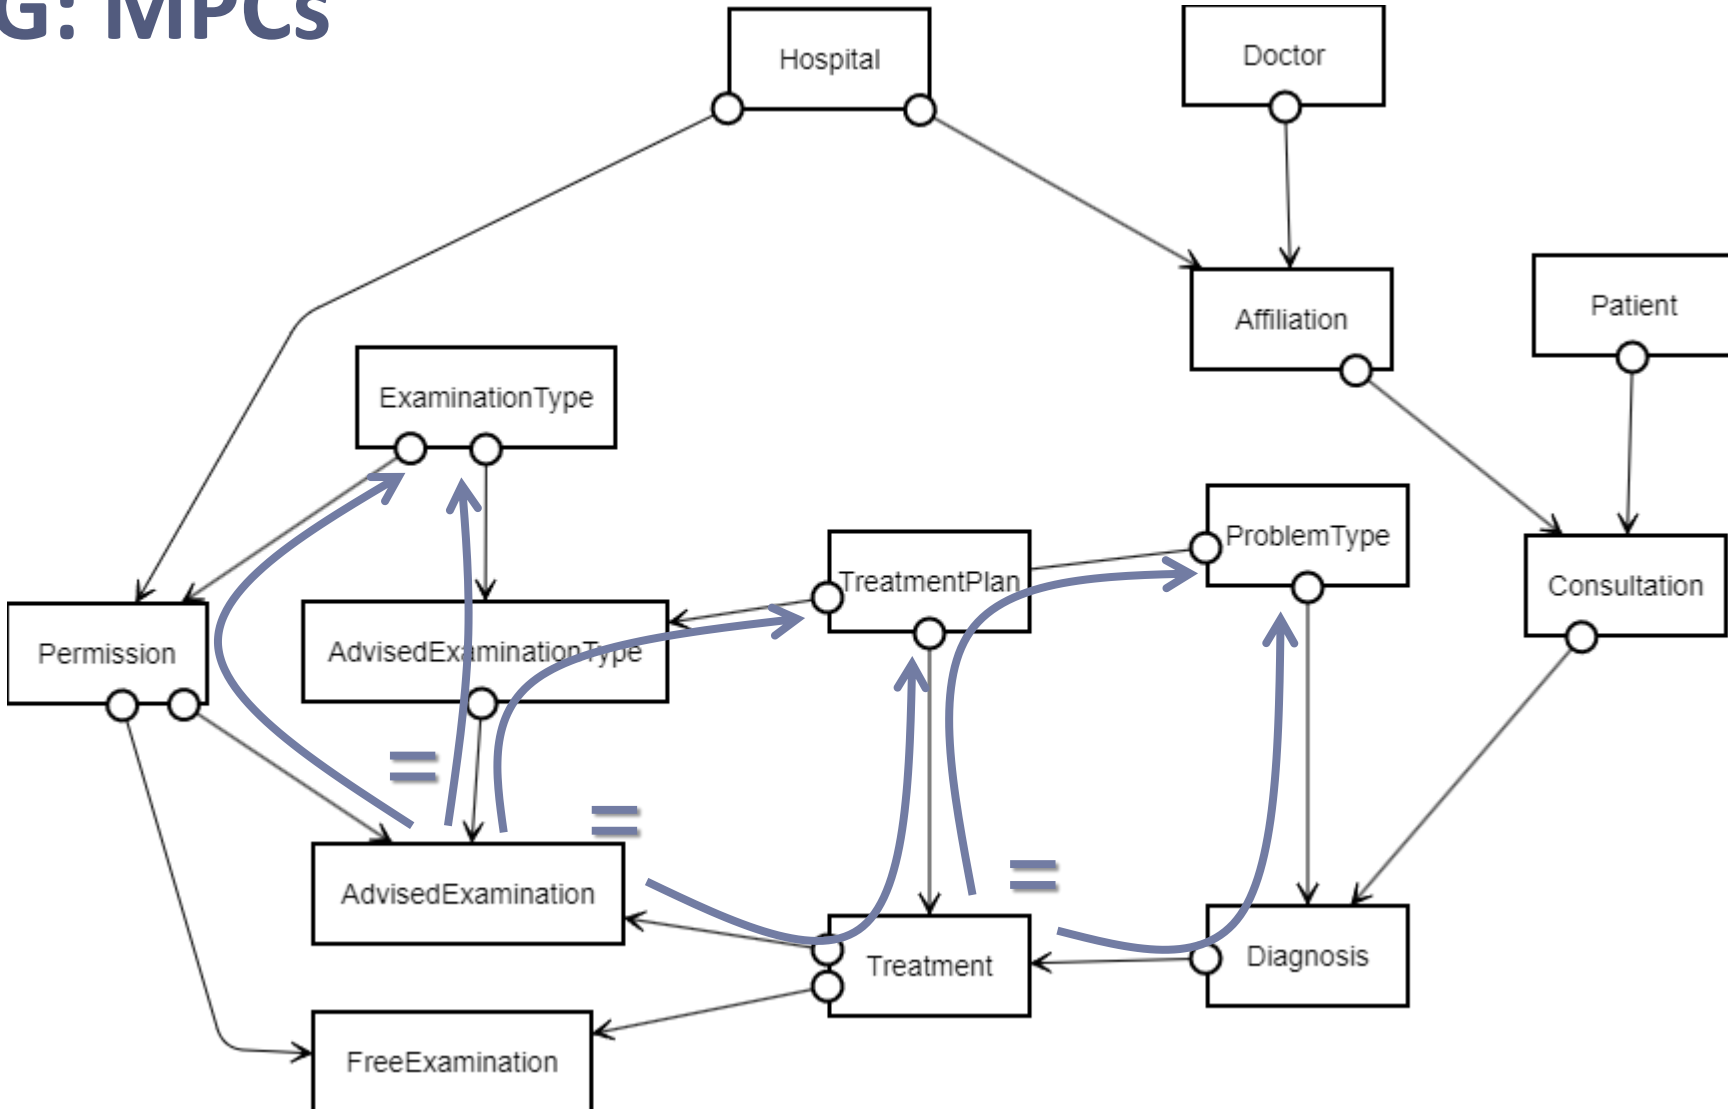 G: MPCs
Hospital
Doctor
Affiliation
Patient
ExaminationType
ProblemType
TreatmentPlan
Consultation
Permission
AdvisedExaminationType
=
=
=
AdvisedExamination
Treatment
Diagnosis
FreeExamination